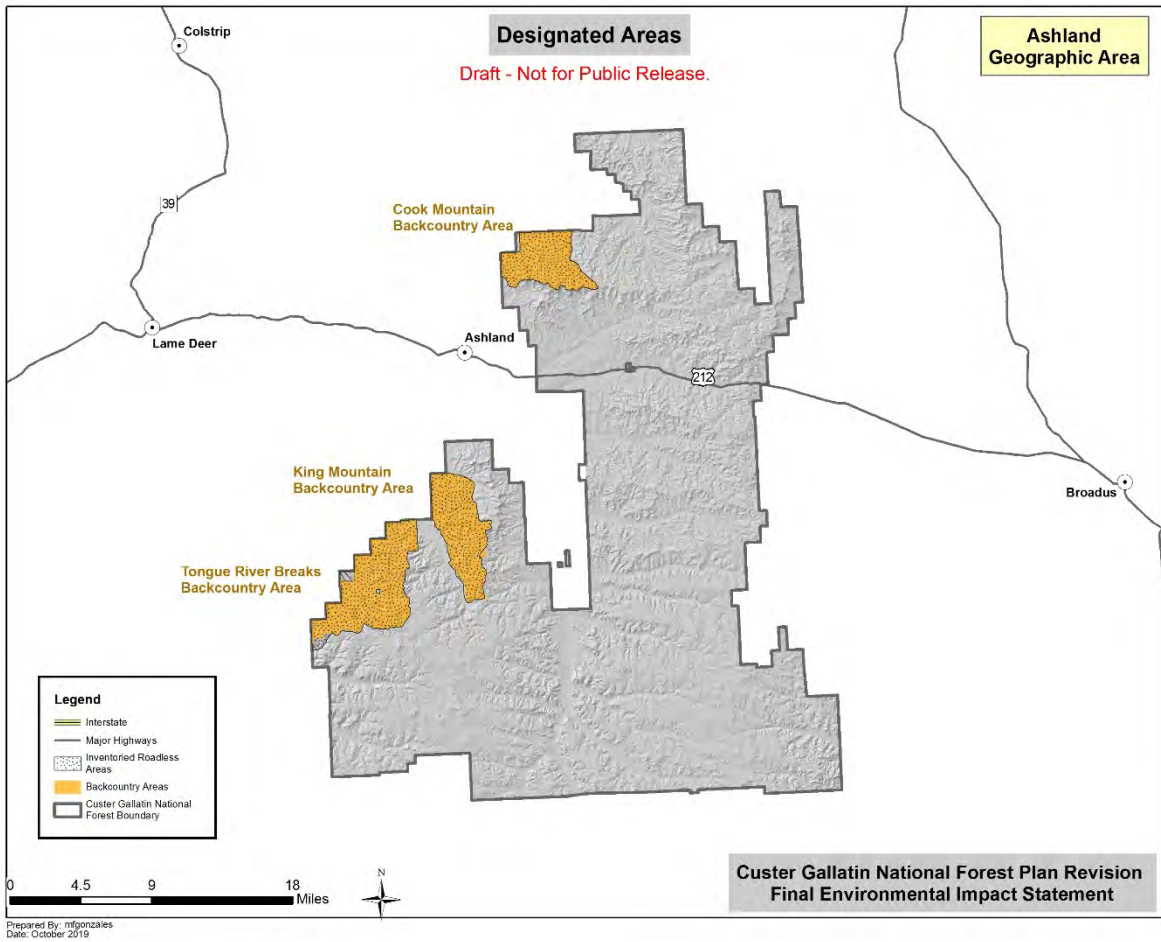 Designated Areas
Draft - Not for Public Release.
Ashland
Geographic Area
Colstrip
39
Cook Mountain
Backcountry Area
Lame Deer
Ashland
212
Broadus
King Mountain
Backcountry Area
Tongue River Breaks
Backcountry Area
Legend
Interstate
Major Highways
Inventoried Roadless
Areas
Backcountry Areas
Custer Gallatin National
Forest Boundary
0 4.5 9 18
Miles
N
Custer Gallatin National Forest Plan Revision
Final Environmental Impact Statement
Prepared By: mfgonzales
Date: October 2019